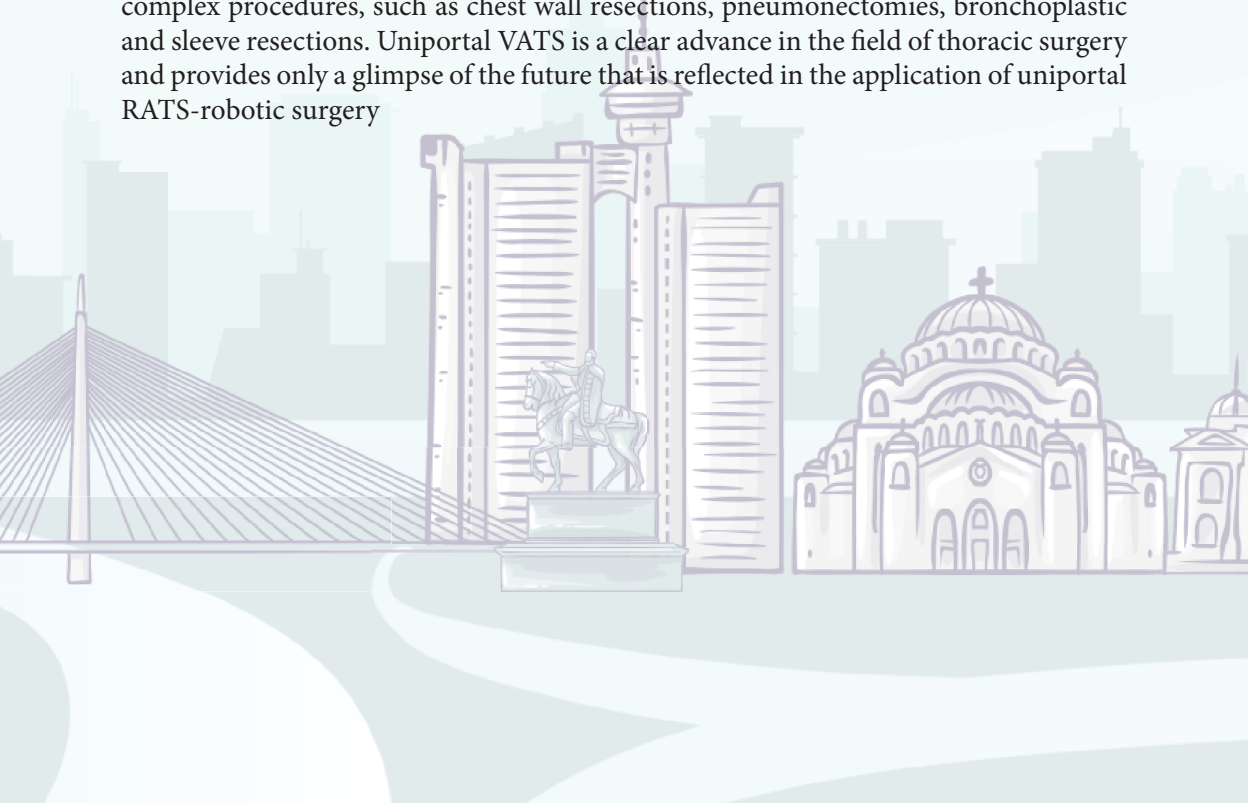 complex procedures, such as chest wall resections, pneumonectomies, bronchoplastic
and sleeve resections. Uniportal VATS is a clear advance in the field of thoracic surgery
and provides only a glimpse of the future that is reflected in the application of uniportal
RATS-robotic surgery